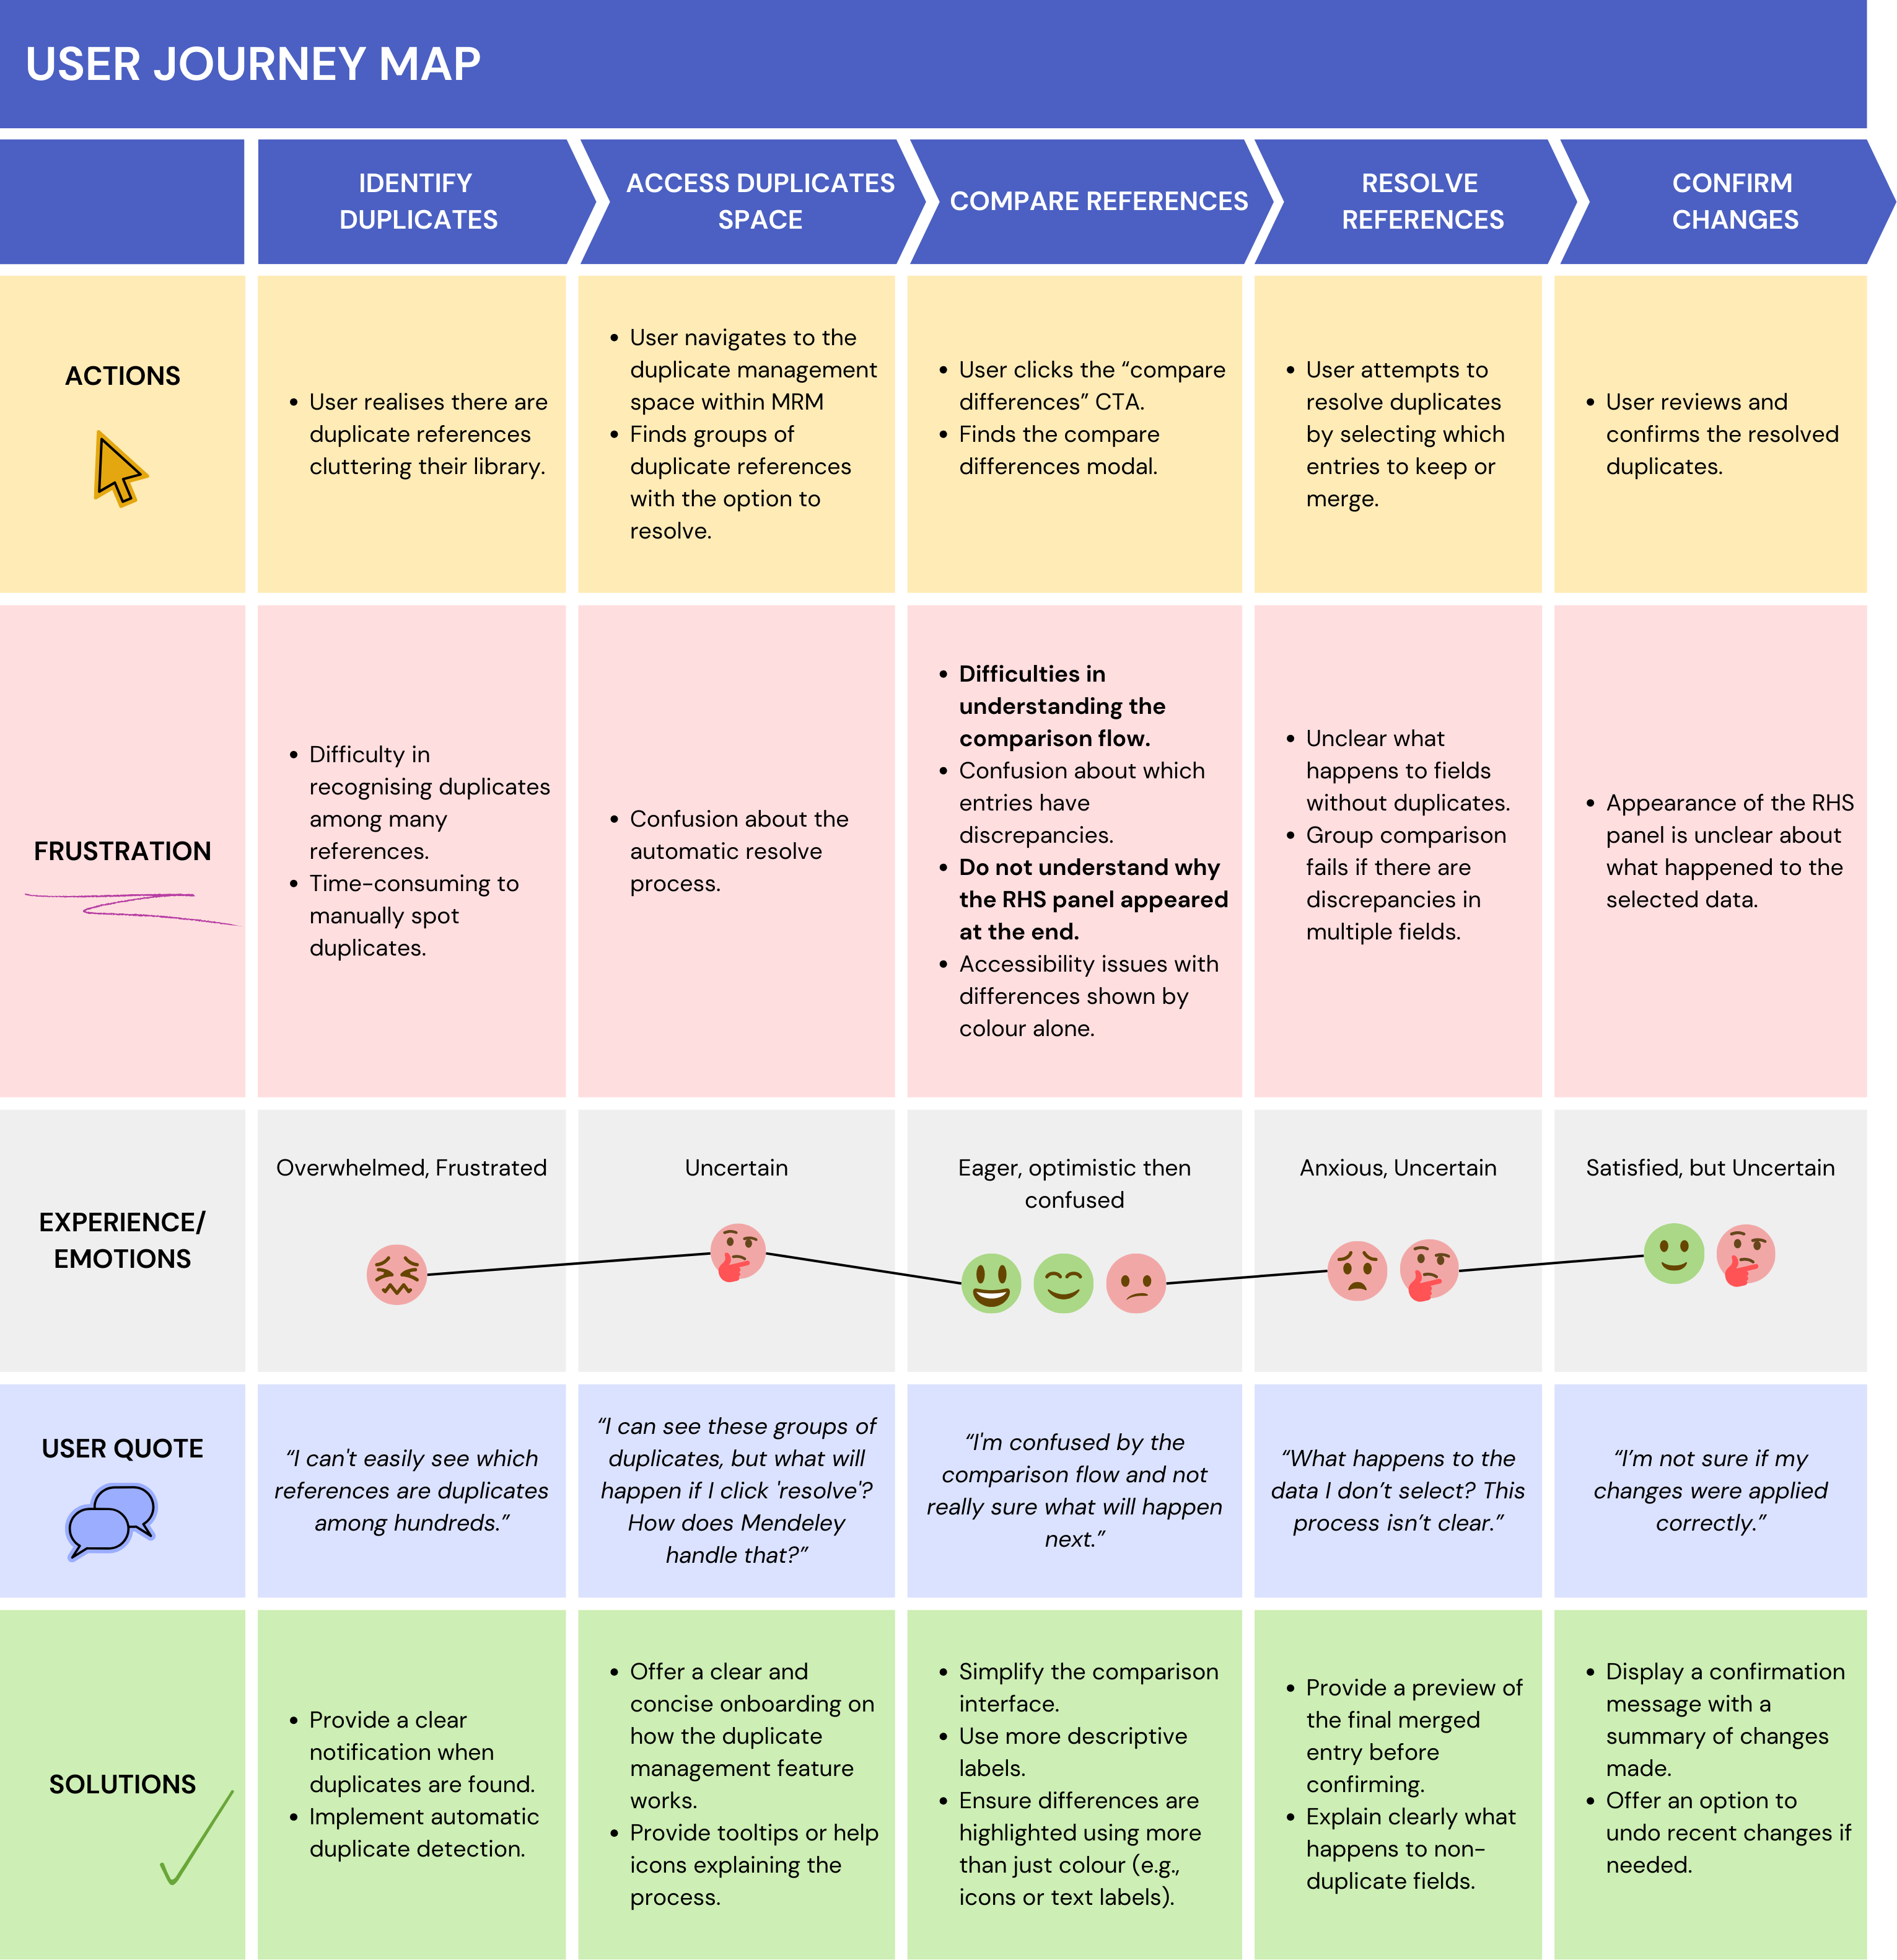 USER JOURNEY MAP
IDENTIFY
DUPLICATES
ACCESS DUPLICATES
SPACE
COMPARE REFERENCES
RESOLVE
REFERENCES
CONFIRM
CHANGES
ACTIONS
• User realises there are
duplicate references
cluttering their library.
• User navigates to the
duplicate management
space within MRM
• Finds groups of
duplicate references
with the option to
resolve.
• User clicks the “compare
differences” CTA.
• Finds the compare
differences modal.
• User attempts to
resolve duplicates
by selecting which
entries to keep or
merge.
• User reviews and
confirms the resolved
duplicates.
FRUSTRATION
• Difficulty in
recognising duplicates
among many
references.
• Time-consuming to
manually spot
duplicates.
• Confusion about the
automatic resolve
process.
• Difficulties in
understanding the
comparison flow.
• Confusion about which
entries have
discrepancies.
• Do not understand why
the RHS panel appeared
at the end.
• Accessibility issues with
differences shown by
colour alone.
• Unclear what
happens to fields
without duplicates.
• Group comparison
fails if there are
discrepancies in
multiple fields.
• Appearance of the RHS
panel is unclear about
what happened to the
selected data.
EXPERIENCE/
EMOTIONS
Overwhelmed, Frustrated
Uncertain
Eager, optimistic then
confused
Anxious, Uncertain
Satisfied, but Uncertain
USER QUOTE
“I can't easily see which
references are duplicates
among hundreds.”
“I can see these groups of
duplicates, but what will
happen if I click 'resolve'?
How does Mendeley
handle that?”
“I'm confused by the
comparison flow and not
really sure what will happen
next.”
“What happens to the
data I don’t select? This
process isn’t clear.”
“I’m not sure if my
changes were applied
correctly.”
SOLUTIONS
• Provide a clear
notification when
duplicates are found.
• Implement automatic
duplicate detection.
• Offer a clear and
concise onboarding on
how the duplicate
management feature
works.
• Provide tooltips or help
icons explaining the
process.
• Simplify the comparison
interface.
• Use more descriptive
labels.
• Ensure differences are
highlighted using more
than just colour (e.g.,
icons or text labels).
• Provide a preview of
the final merged
entry before
confirming.
• Explain clearly what
happens to non-
duplicate fields.
• Display a confirmation
message with a
summary of changes
made.
• Offer an option to
undo recent changes if
needed.